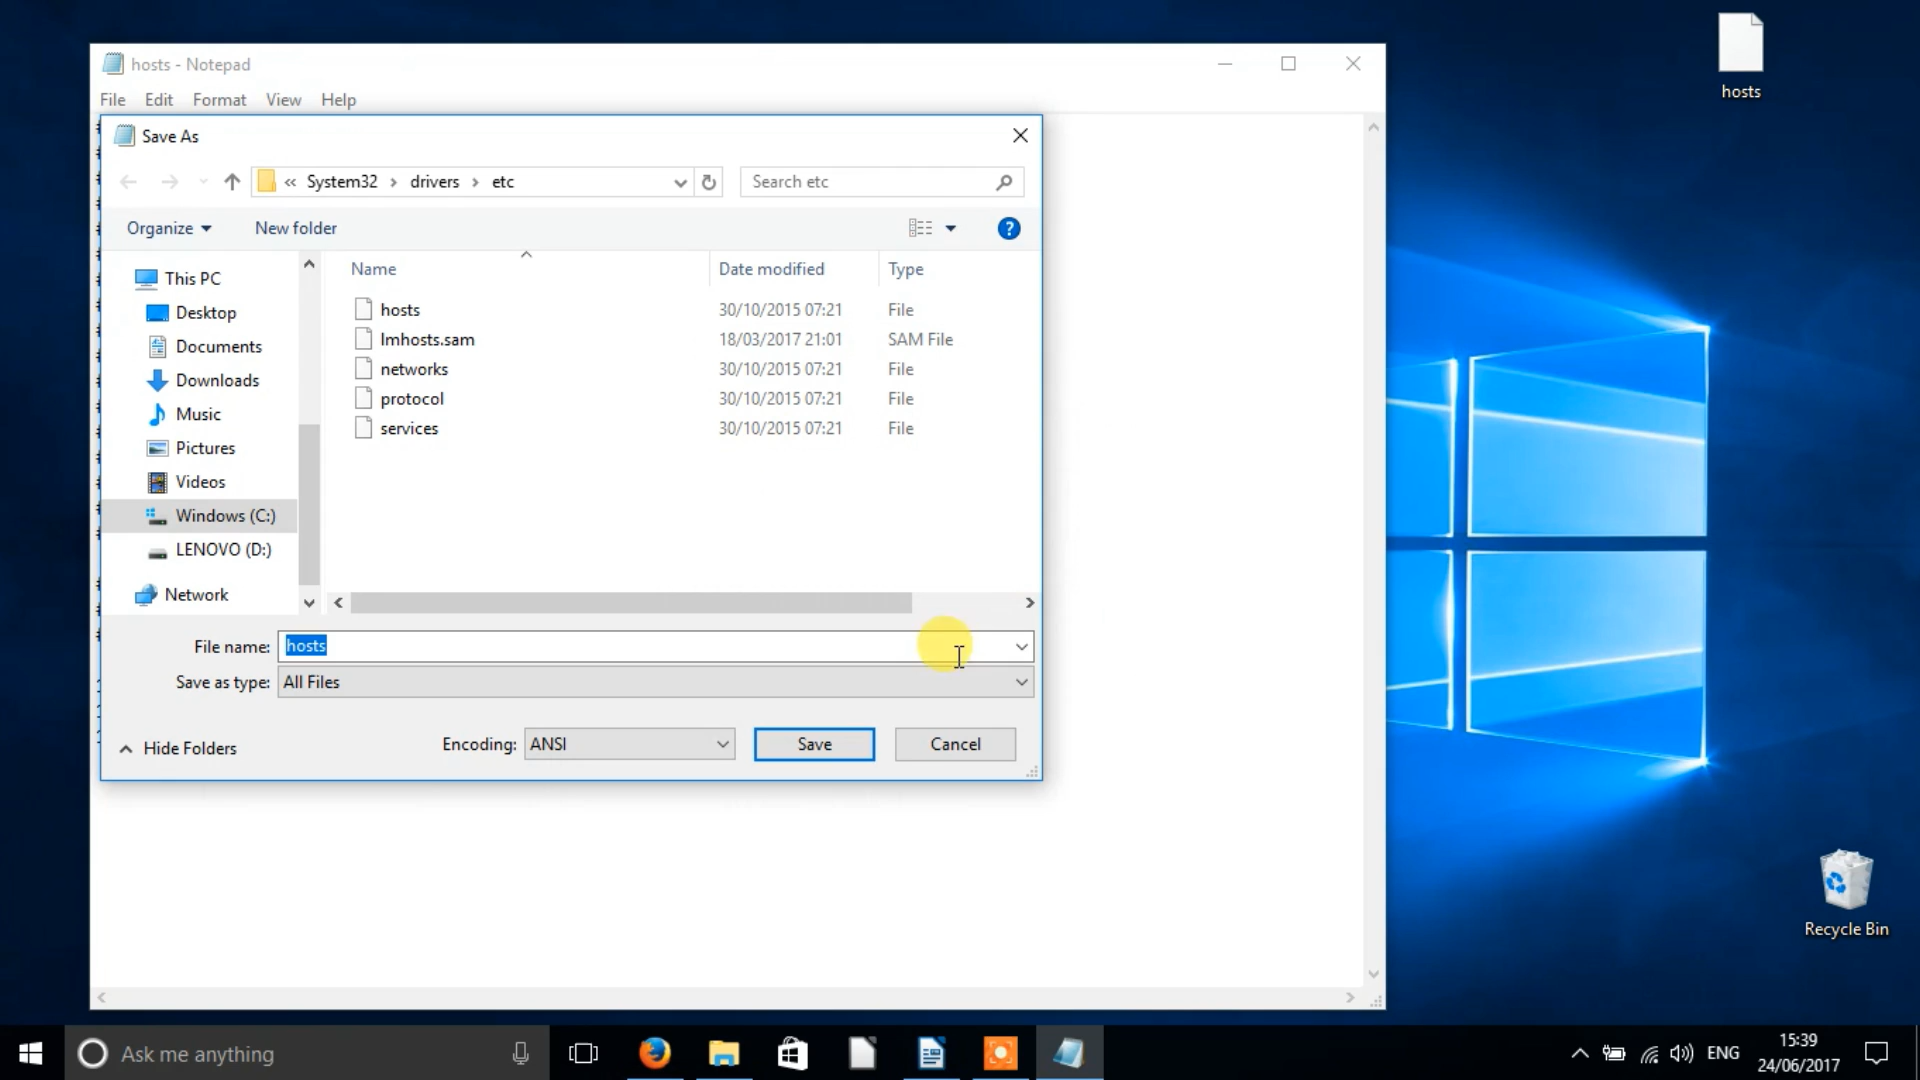 hosts
hosts - Notepad
File Edit Format View Help
Save As
« System32 > drivers > etc
Search etc
Organize
New folder
Name Date modified Type
This PC
Desktop
Documents
Downloads
Music
Pictures
Videos
Windows (C:)
LENOVO (D:)
Network
hosts 30/10/2015 07:21 File
lmhosts.sam 18/03/2017 21:01 SAM File
networks 30/10/2015 07:21 File
protocol 30/10/2015 07:21 File
services 30/10/2015 07:21 File
File name: hosts
Save as type: All Files
Hide Folders
Encoding: ANSI
Save
Cancel
Recycle Bin
Ask me anything
ENG
15:39
24/06/2017